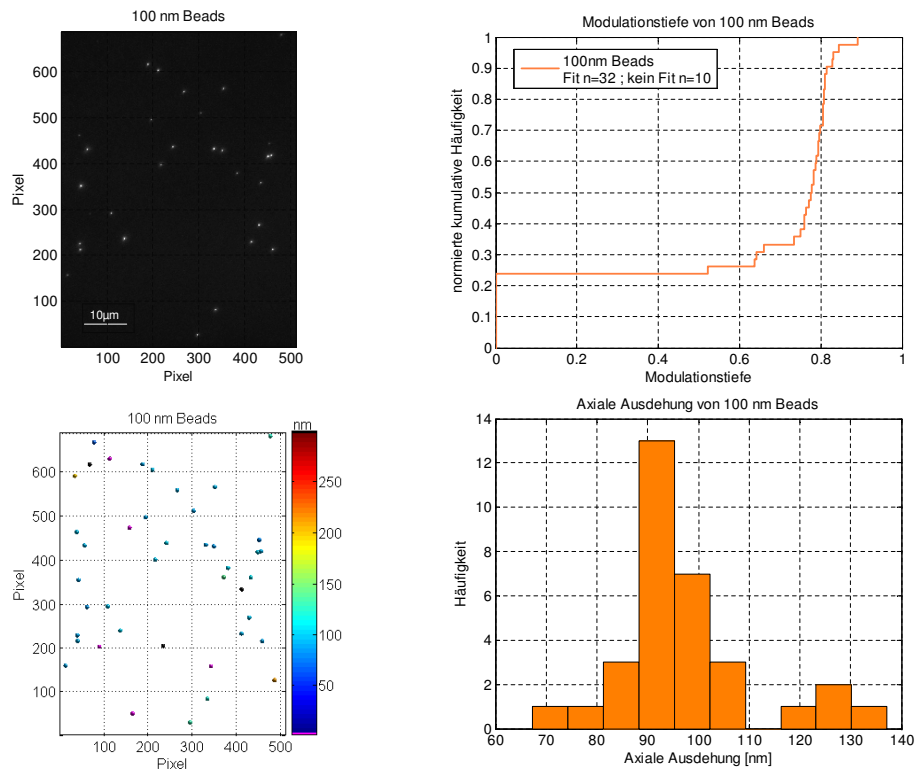 100 nm Beads
600
500
400
300
200
100
Pixel
10µm
100 200 300 400 500
Pixel
Modulationstiefe von 100 nm Beads
1
0.9
0.8
0.7
0.6
0.5
0.4
0.3
0.2
0.1
0
normierte kumulative Häufigkeit
100nm Beads
Fit n=32 ; kein Fit n=10
0 0.2 0.4 0.6 0.8 1
Modulationstiefe
100 nm Beads
nm
600
500
400
300
200
100
Pixel
250
200
150
100
50
100 200 300 400 500
Pixel
Axiale Ausdehung von 100 nm Beads
14
12
10
8
6
4
2
0
Häufigkeit
60 70 80 90 100 110 120 130 140
Axiale Ausdehung [nm]